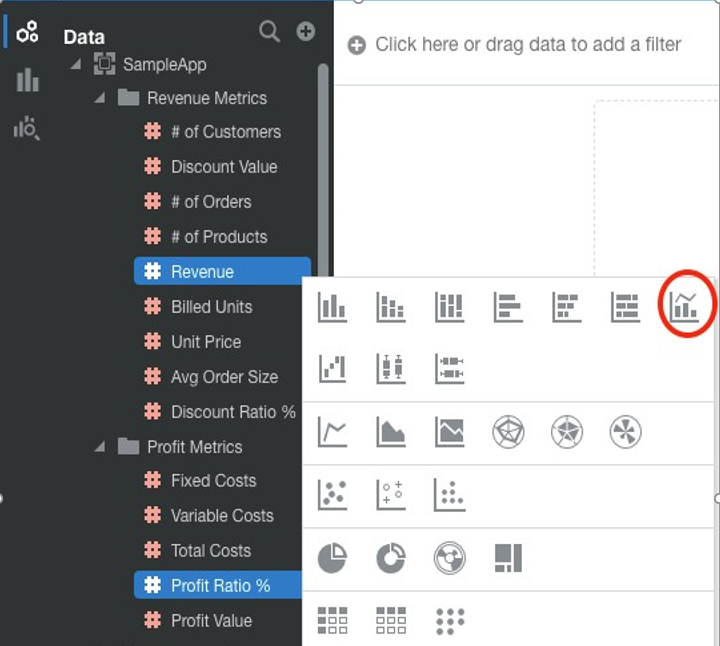 Data
Click here or drag data to add a filter
SampleApp
Revenue Metrics
# of Customers
Discount Value
# of Orders
# of Products
Revenue
Billed Units
Unit Price
Avg Order Size
Discount Ratio %
Profit Metrics
Fixed Costs
Variable Costs
Total Costs
Profit Ratio %
Profit Value